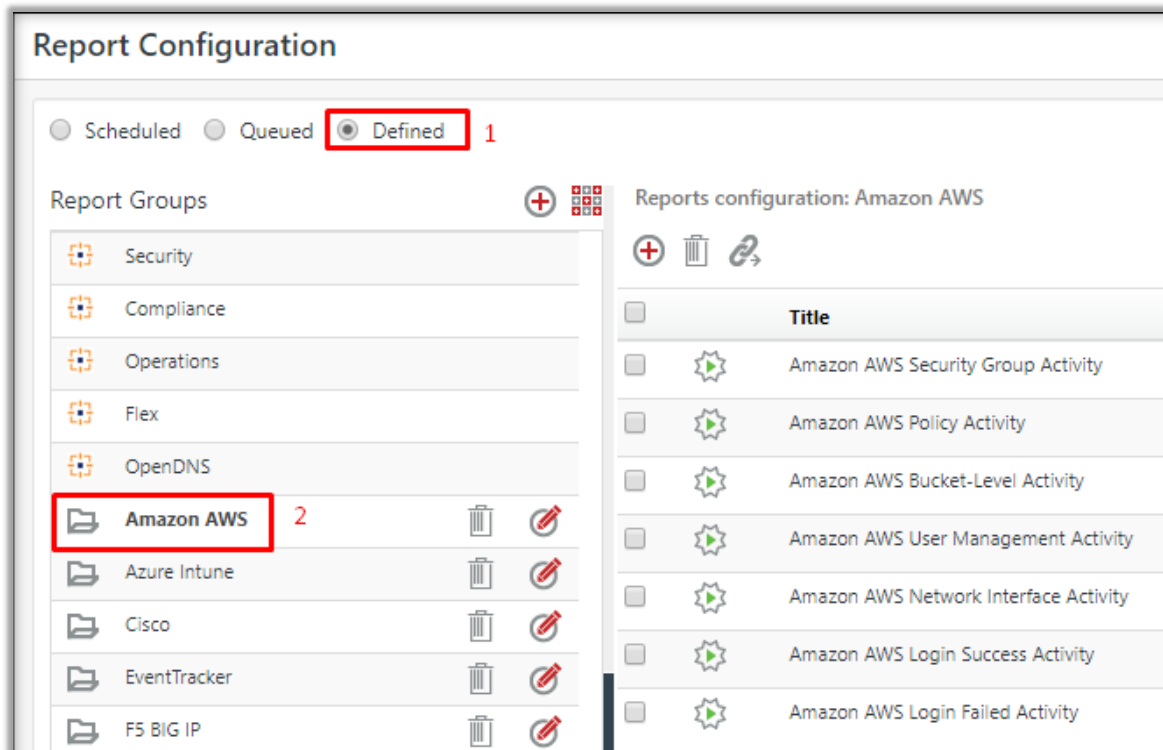 Report Configuration
Scheduled Queued Defined 1
Report Groups
Security
Compliance
Operations
Flex
OpenDNS
Amazon AWS 2
Azure Intune
Cisco
EventTracker
F5 BIG IP
Reports configuration: Amazon AWS
Title
Amazon AWS Security Group Activity
Amazon AWS Policy Activity
Amazon AWS Bucket-Level Activity
Amazon AWS User Management Activity
Amazon AWS Network Interface Activity
Amazon AWS Login Success Activity
Amazon AWS Login Failed Activity